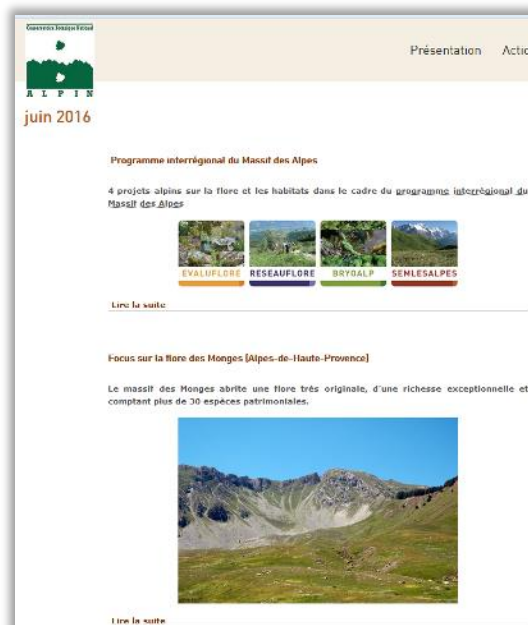 Conservatoire Botanique National
ALPIN
Présentation Actio
juin 2016
Programme interrégional du Massif des Alpes
4 projets alpins sur la flore et les habitats dans le cadre du programme interrégional du
Massif des Alpes
EVALUFLORE RESEAUFLORE BRYOALP SEMLESALPES
Lire la suite
Focus sur la flore des Monges [Alpes-de-Haute-Provence]
Le massif des Monges abrite une flore très originale, d'une richesse exceptionnelle et
comptant plus de 30 espèces patrimoniales.
Lire la suite